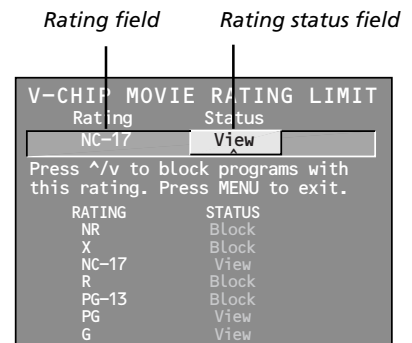 Rating field Rating status field
V-CHIP MOVIE RATING LIMIT
Rating Status
NC-17 View
^
Press ^/v to block programs with
this rating. Press MENU to exit.
RATING STATUS
NR Block
X Block
NC-17 View
R Block
PG-13 Block
PG View
G View